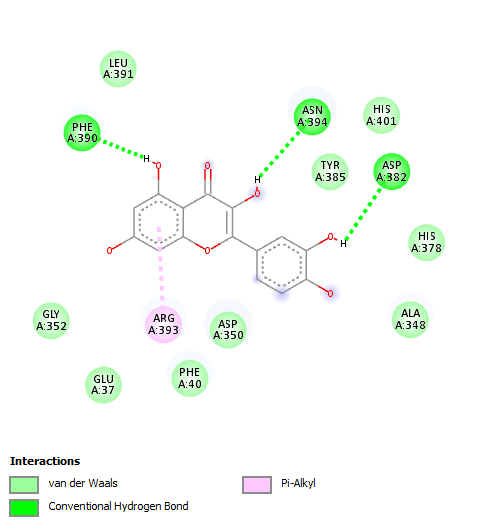 LEU
A:391
PHE
A:390
ASN
A:394
HIS
A:401
TYR
A:385
ASP
A:382
HIS
A:378
GLY
A:352
ARG
A:393
ASP
A:350
ALA
A:348
GLU
A:37
PHE
A:40
H
O
O
H
O
H
O
O
O
O
Interactions
van der Waals
Conventional Hydrogen Bond
Pi-Alkyl